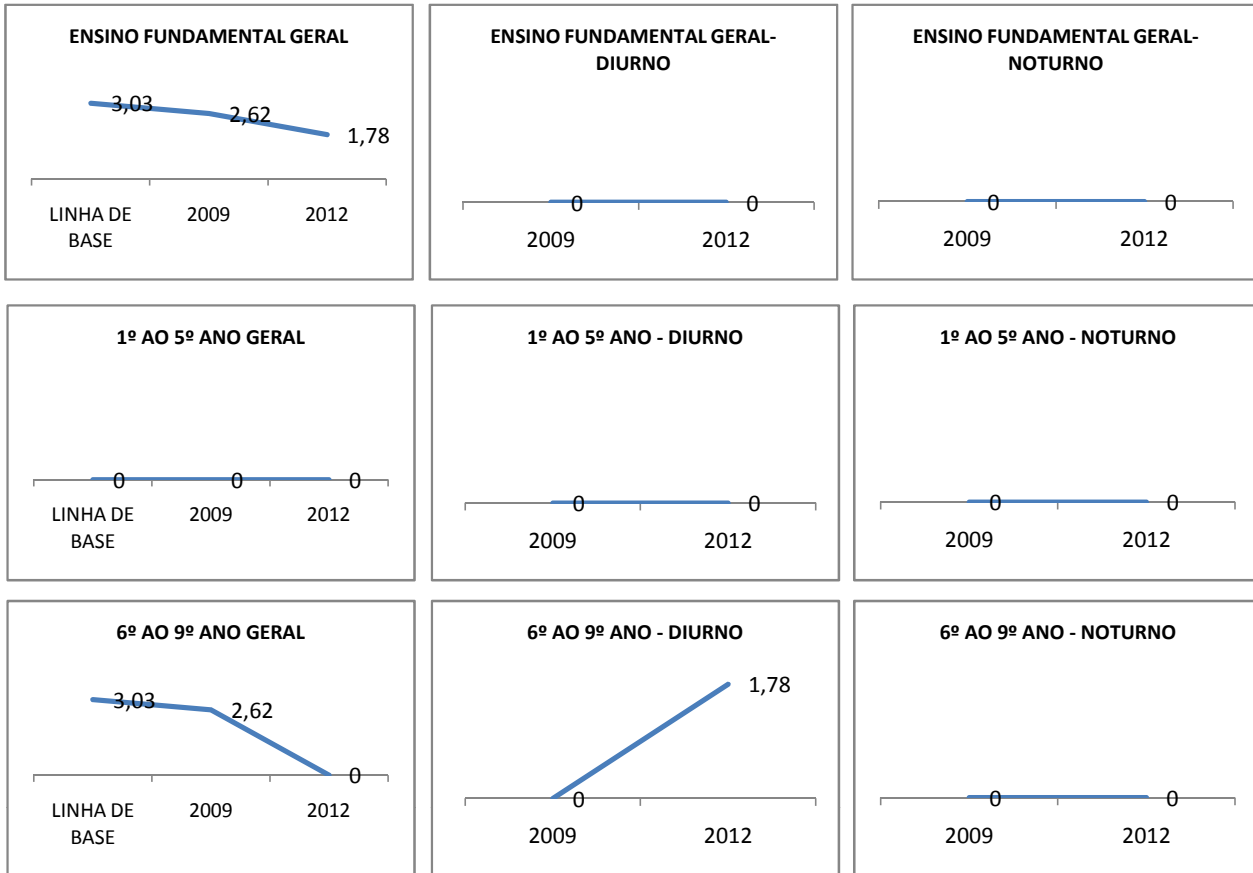 ENSINO FUNDAMENTAL GERAL
3,03
2,62
1,78
LINHA DE
BASE
2009
2012
ENSINO FUNDAMENTAL GERAL-
DIURNO
0
0
2009
2012
ENSINO FUNDAMENTAL GERAL-
NOTURNO
0
0
2009
2012
1º AO 5º ANO GERAL
0
0
0
LINHA DE
BASE
2009
2012
1º AO 5º ANO - DIURNO
0
0
2009
2012
1º AO 5º ANO - NOTURNO
0
0
2009
2012
6º AO 9º ANO GERAL
3,03
2,62
0
LINHA DE
BASE
2009
2012
6º AO 9º ANO - DIURNO
1,78
0
2009
2012
6º AO 9º ANO - NOTURNO
0
0
2009
2012